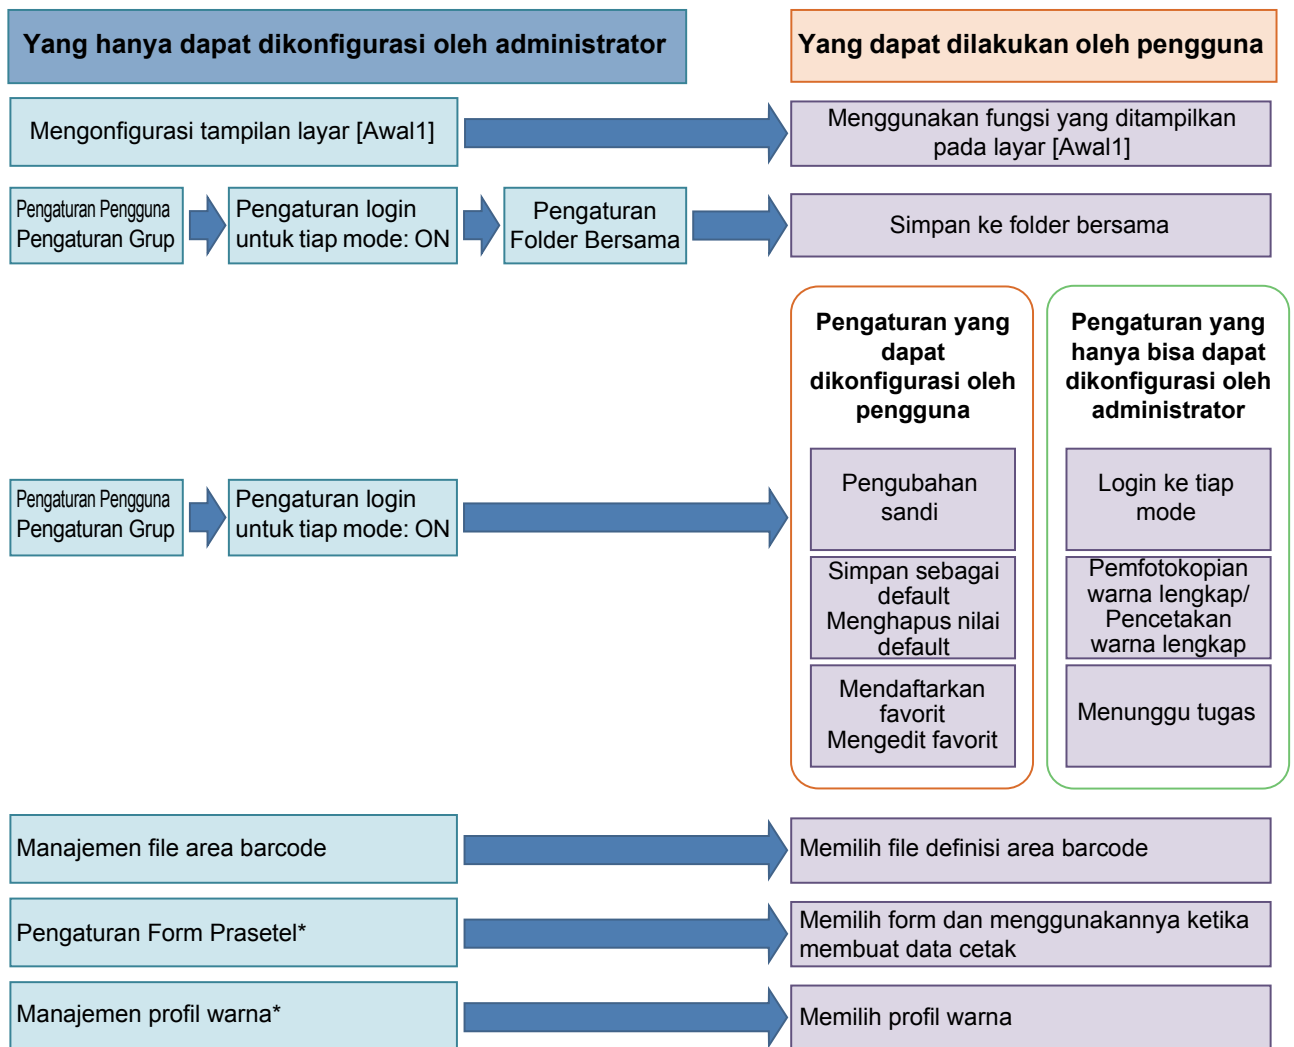 Yang hanya dapat dikonfigurasi oleh administrator
Yang dapat dilakukan oleh pengguna
Mengonfigurasi tampilan layar [Awal1]
Menggunakan fungsi yang ditampilkan
pada layar [Awal1]
Pengaturan Pengguna
Pengaturan Grup
Pengaturan login
untuk tiap mode: ON
Pengaturan
Folder Bersama
Simpan ke folder bersama
Pengaturan yang
dapat
dikonfigurasi oleh
pengguna
Pengaturan yang
hanya bisa dapat
dikonfigurasi oleh
administrator
Pengaturan Pengguna
Pengaturan Grup
Pengaturan login
untuk tiap mode: ON
Pengubahan
sandi
Simpan sebagai
default
Menghapus nilai
default
Mendaftarkan
favorit
Mengedit favorit
Login ke tiap
mode
Pemfotokopian
warna lengkap/
Pencetakan
warna lengkap
Menunggu tugas
Manajemen file area barcode
Memilih file definisi area barcode
Pengaturan Form Prasetel*
Memilih form dan menggunakannya ketika
membuat data cetak
Manajemen profil warna*
Memilih profil warna